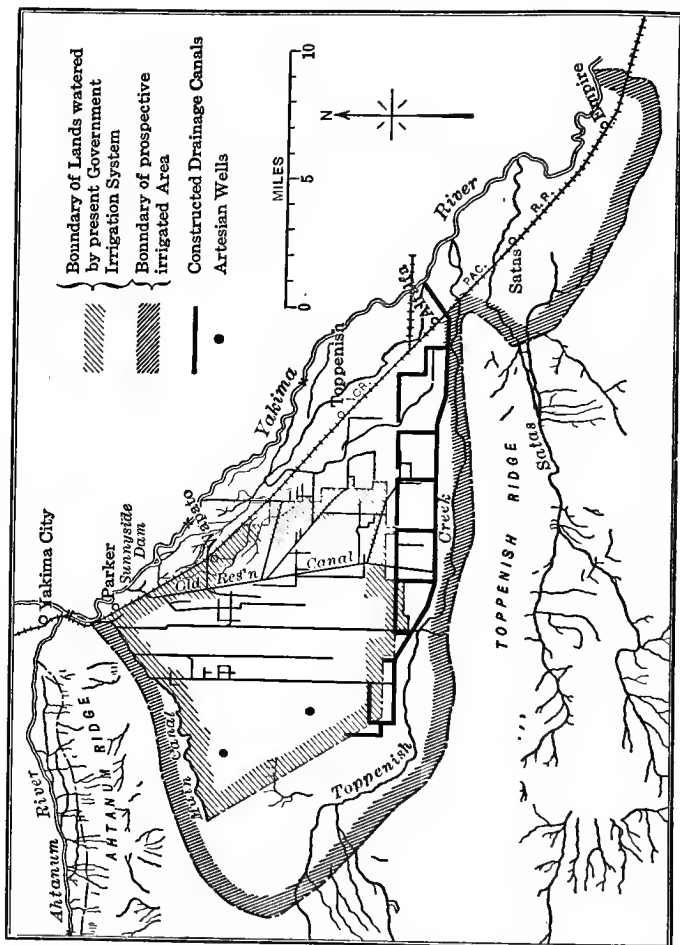 Boundary of Lands watered
by present Government
Irrigation System
Boundary of prospective
irrigated Area
Constructed Drainage Canals
Artesian Wells
MILES
0 5 10
N
Yakima City
Parker
Sunnyside
Dam
Ahtanum River
AHTANUM RIDGE
Main Canal
Old Res'n Canal
Wapato
Yakima River
Toppenish
PAC. R.R.
Satas
Empire
Toppenish Creek
TOPPENISH RIDGE
Satas